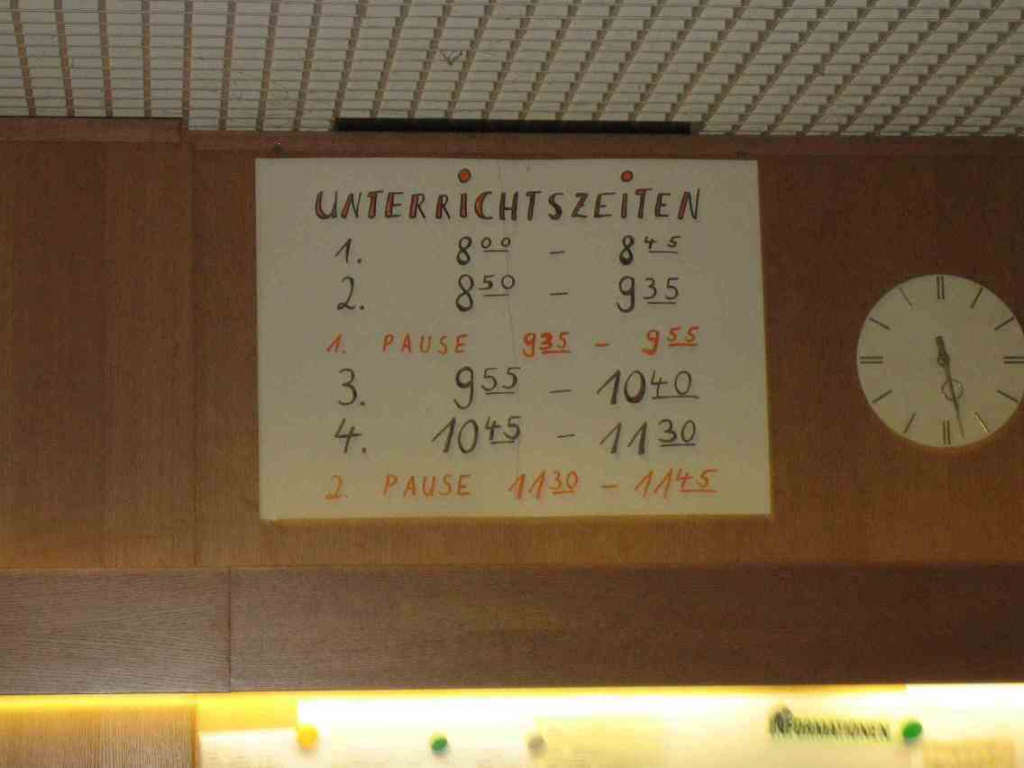 UNTERRICHTSZEITEN
1. 8⁰⁰ – 8⁴⁵
2. 8⁵⁰ – 9³⁵
1. PAUSE 9³⁵ – 9⁵⁵
3. 9⁵⁵ – 10⁴⁰
4. 10⁴⁵ – 11³⁰
2. PAUSE 11³⁰ – 11⁴⁵
INFORMATIONEN